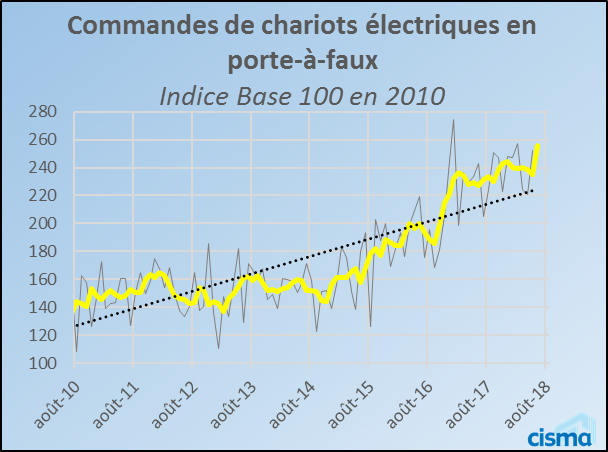 Commandes de chariots électriques en
porte-à-faux
Indice Base 100 en 2010
280
260
240
220
200
180
160
140
120
100
août-10
août-11
août-12
août-13
août-14
août-15
août-16
août-17
août-18
cisma